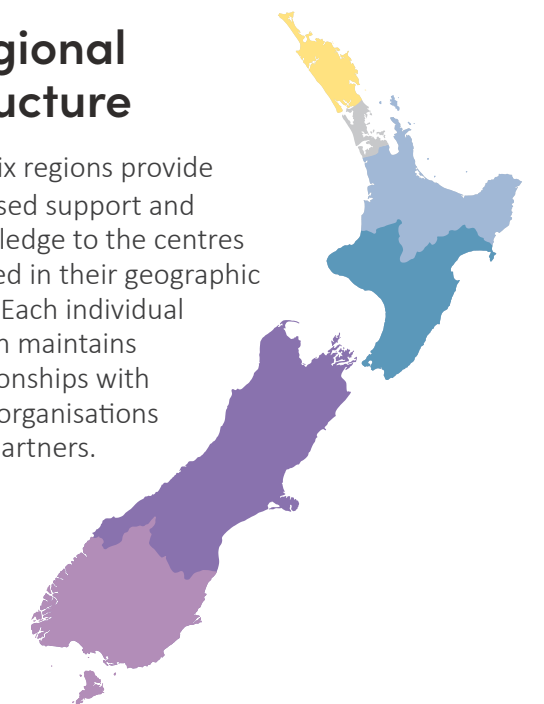 gional
ucture
ix regions provide
sed support and
ledge to the centres
ed in their geographic
Each individual
n maintains
onships with
organisations
artners.